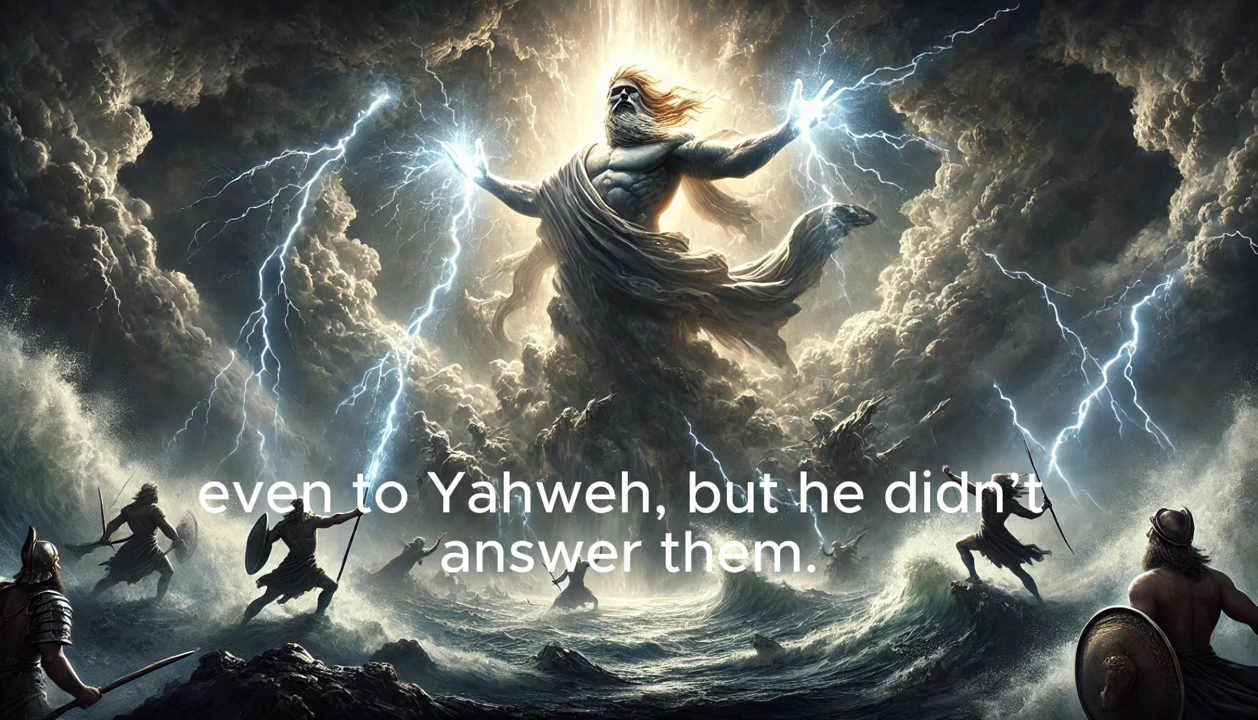 even to Yahweh, but he didn’t
answer them.